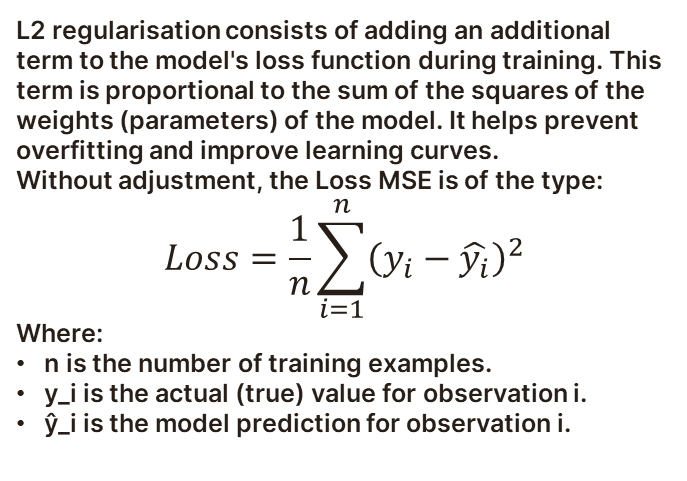 L2 regularisation consists of adding an additional
term to the model's loss function during training. This
term is proportional to the sum of the squares of the
weights (parameters) of the model. It helps prevent
overfitting and improve learning curves.
Without adjustment, the Loss MSE is of the type:
Loss = \frac{1}{n} \sum_{i=1}^{n} (y_i − ŷ_i)^2
Where:
• n is the number of training examples.
• y_i is the actual (true) value for observation i.
• ŷ_i is the model prediction for observation i.